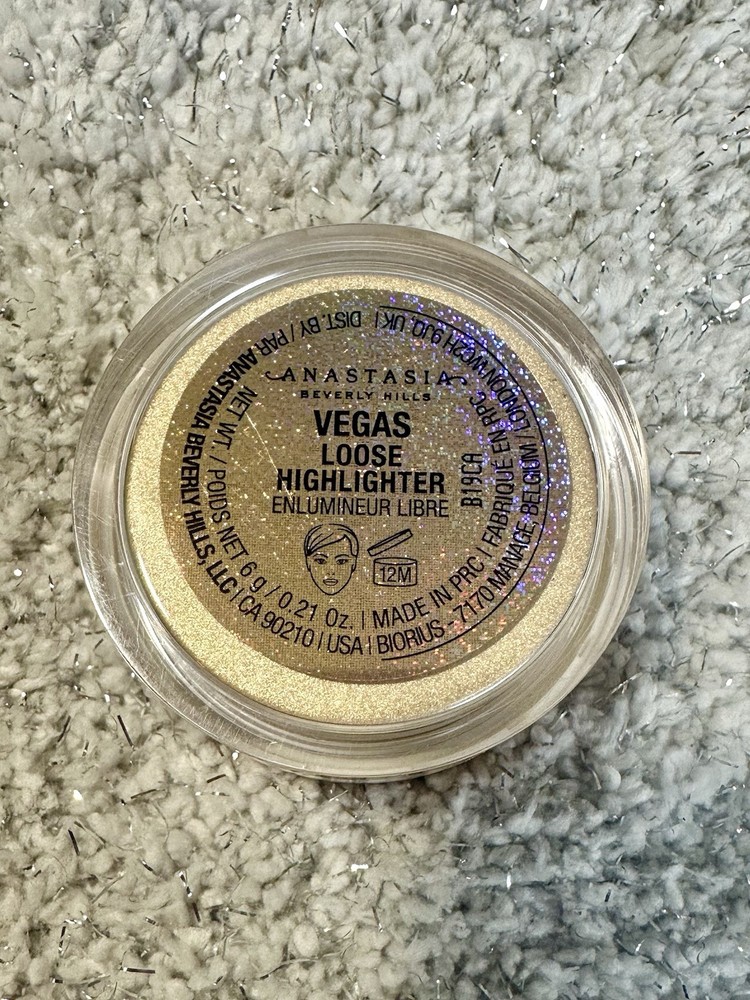 ANASTASIA
BEVERLY HILLS
VEGAS
LOOSE
HIGHLIGHTER
ENLUMINEUR LIBRE
12M
B19CA
NET WT. / POIDS NET 6 g / 0.21 Oz. | MADE IN PRC | FABRIQUÉ EN RPC
DIST. BY / PAR ANASTASIA BEVERLY HILLS, LLC | CA 90210 | USA | BIORIUS - 7170 MANAGE, BELGIUM / LONDON WC2H 9JQ, UK |